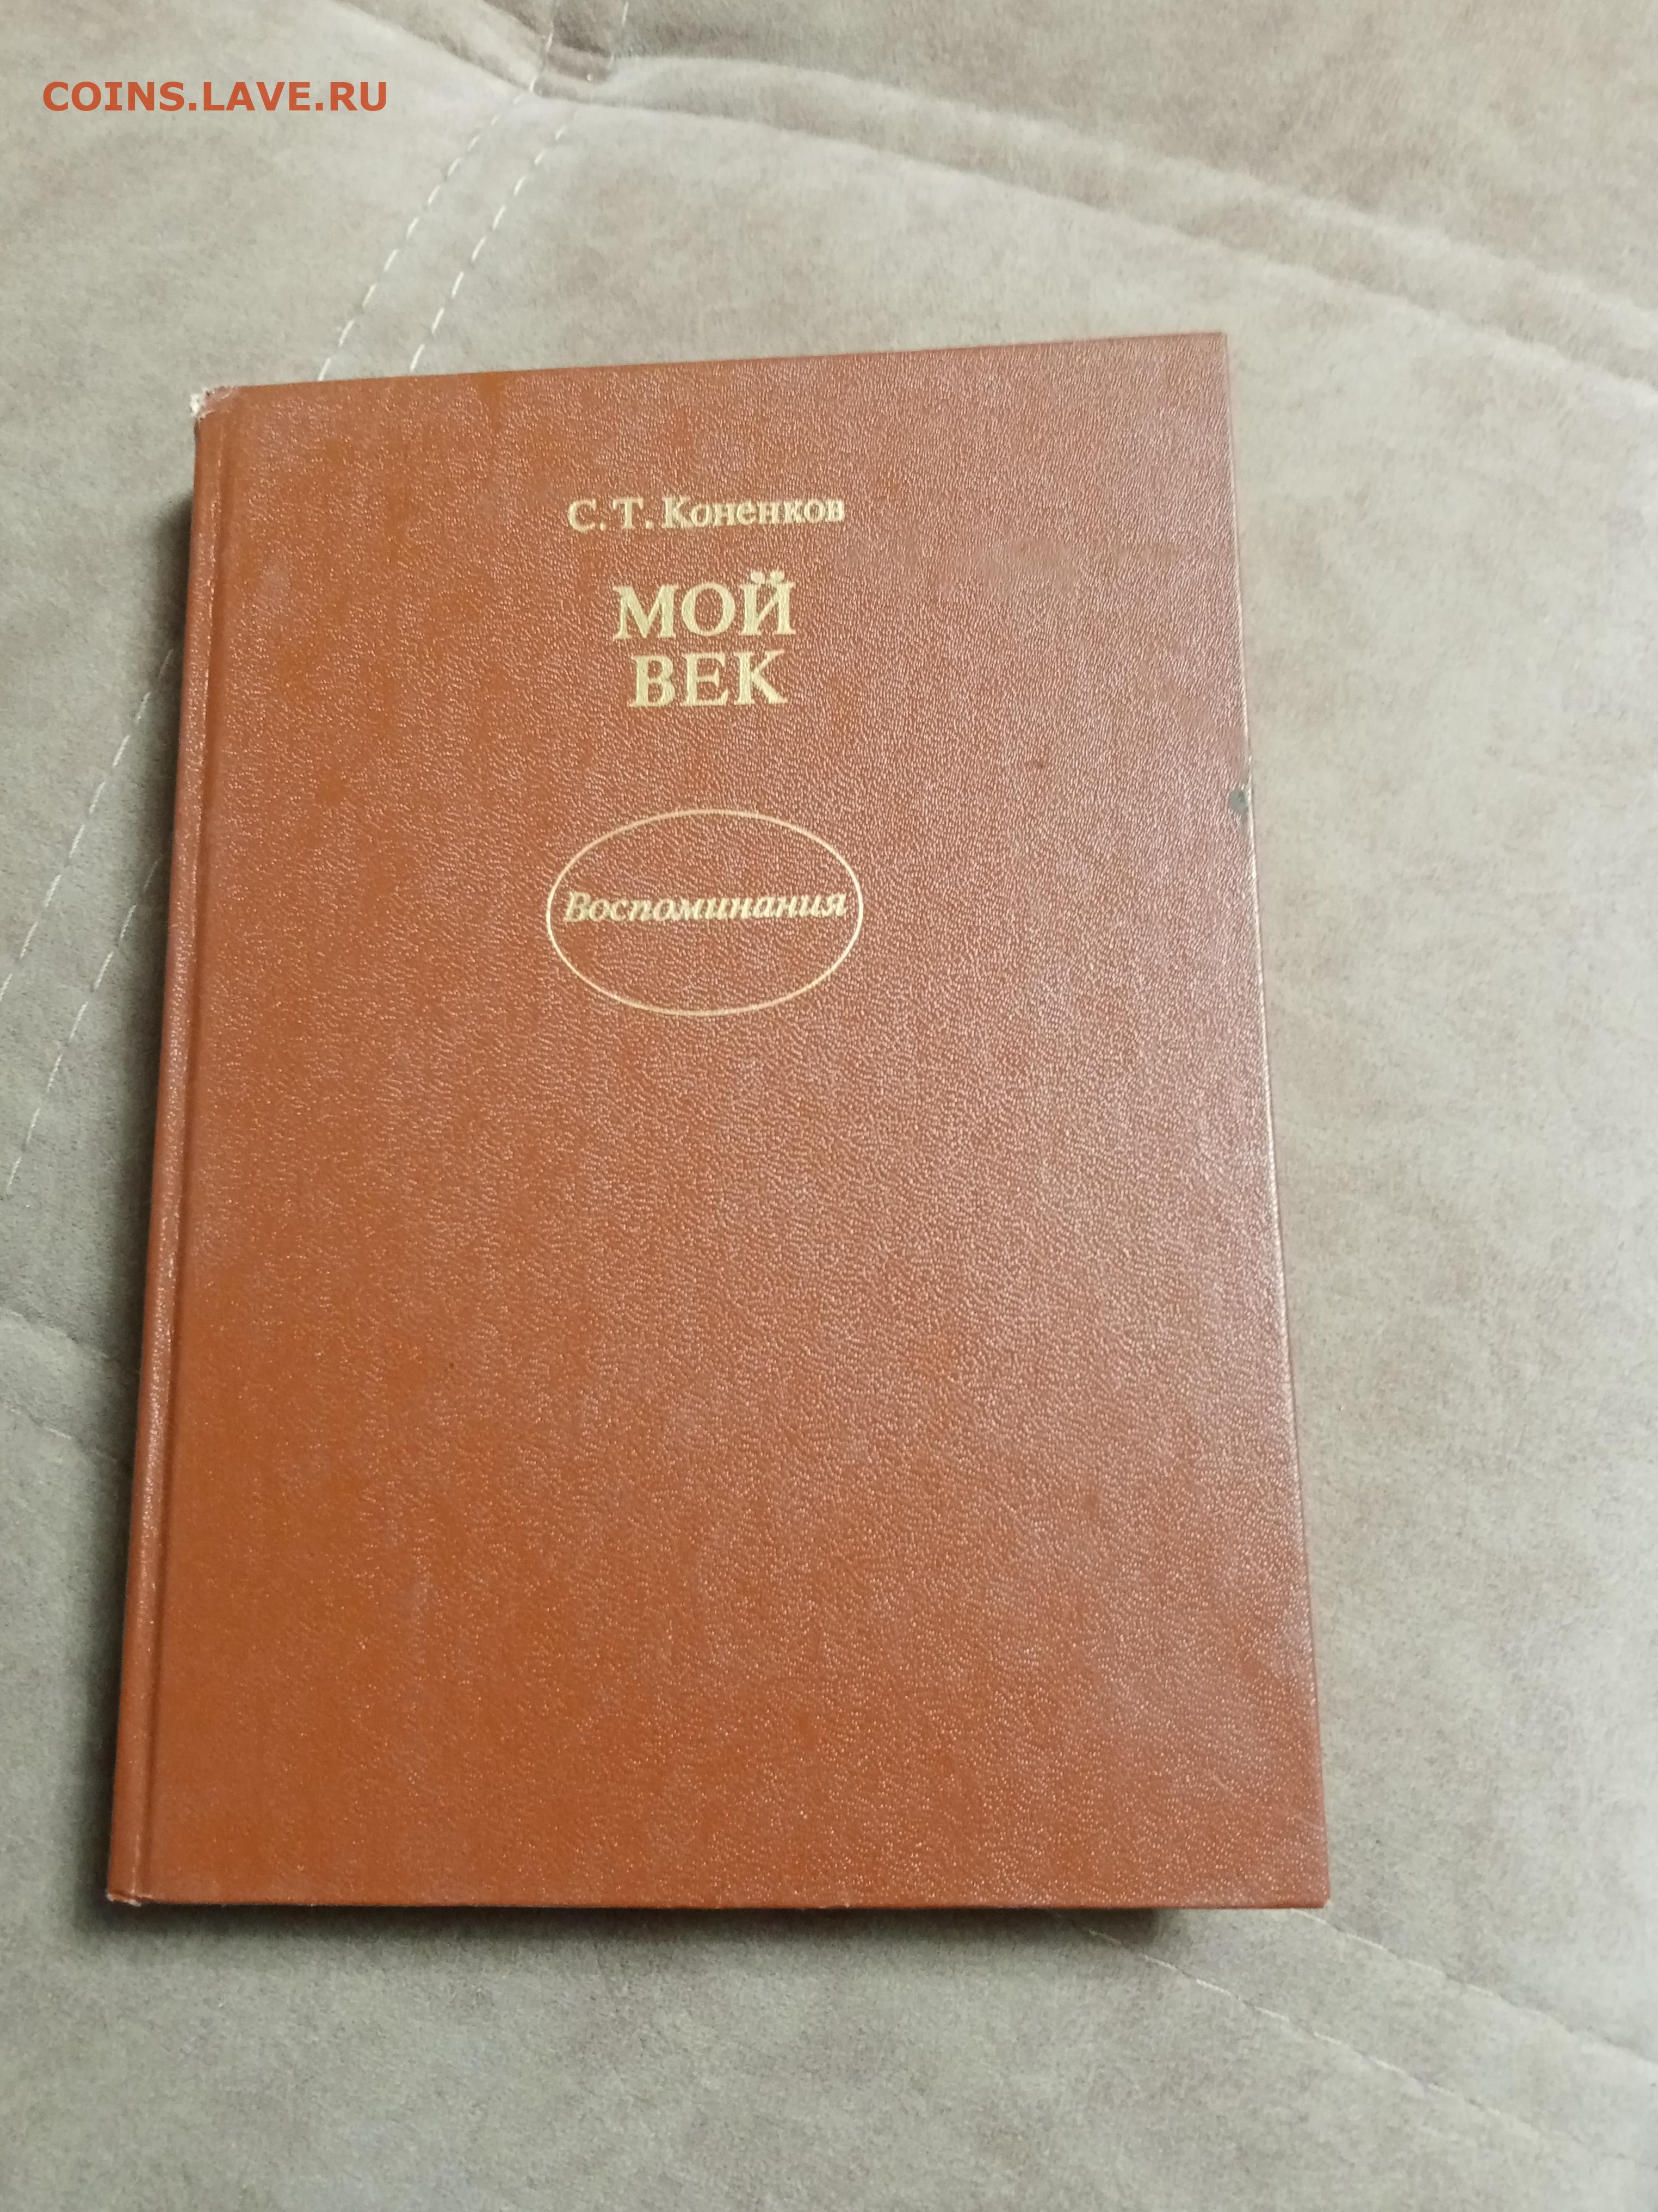 COINS.LAVE.RU
С. Т. Коненков
МОЙ
ВЕК
Воспоминания